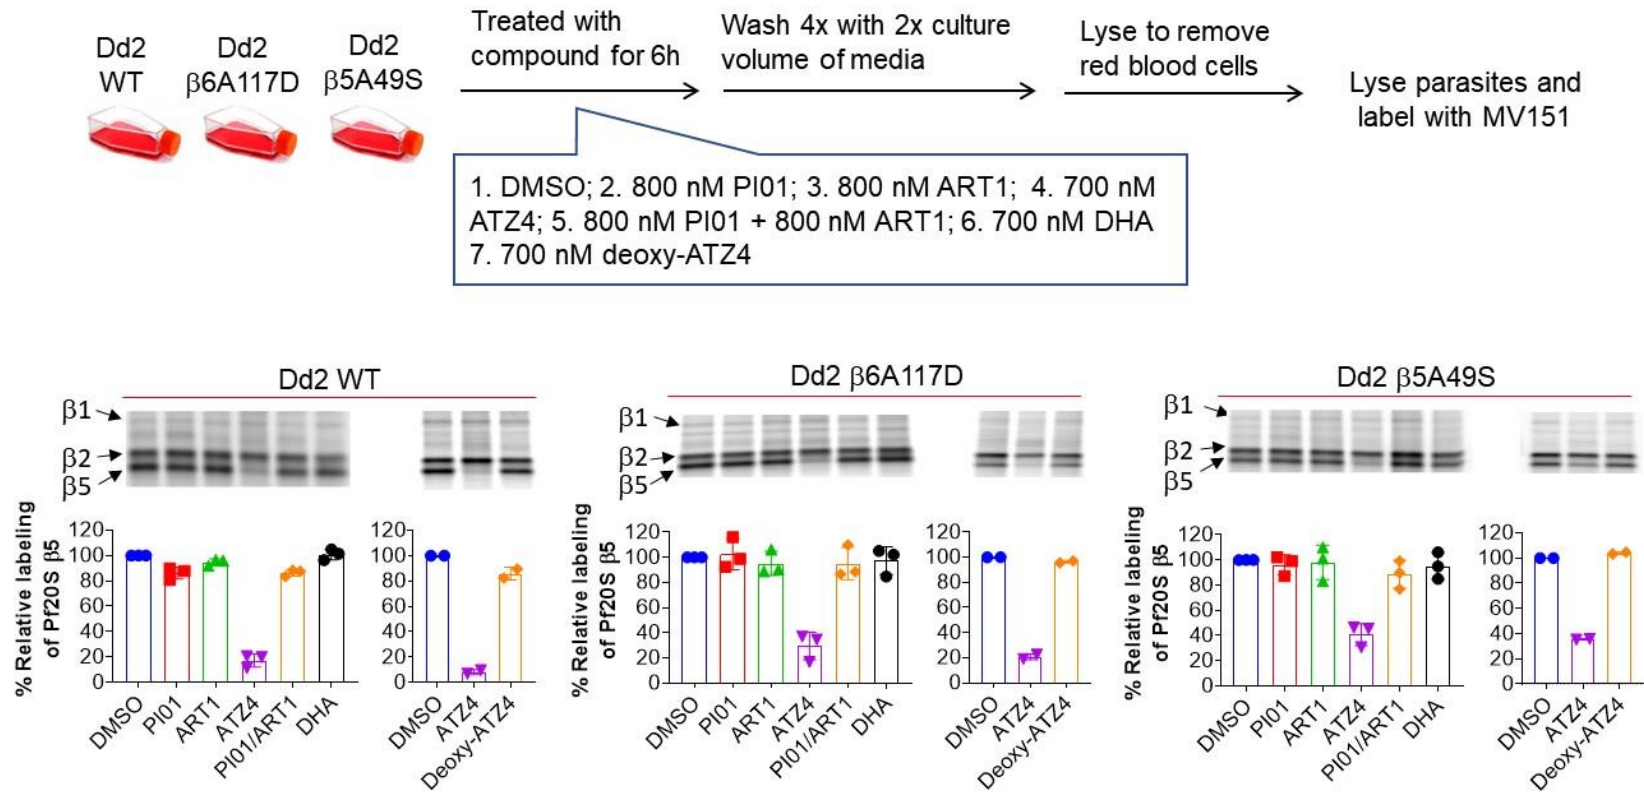 Dd2
WT
Dd2
β6A117D
Dd2
β5A49S
Treated with
compound for 6h
Wash 4x with 2x culture
volume of media
Lyse to remove
red blood cells
Lyse parasites and
label with MV151
1. DMSO; 2. 800 nM PI01; 3. 800 nM ART1; 4. 700 nM
ATZ4; 5. 800 nM PI01 + 800 nM ART1; 6. 700 nM DHA
7. 700 nM deoxy-ATZ4
Dd2 WT
β1
β2
β5
% Relative labeling
of Pf20S β5
120
100
80
60
40
20
0
DMSO
PI01
ART1
ATZ4
PI01/ART1
DHA
120
100
80
60
40
20
0
DMSO
ATZ4
Deoxy-ATZ4
Dd2 β6A117D
β1
β2
β5
% Relative labeling
of Pf20S β5
120
100
80
60
40
20
0
DMSO
PI01
ART1
ATZ4
PI01/ART1
DHA
120
100
80
60
40
20
0
DMSO
ATZ4
Deoxy-ATZ4
Dd2 β5A49S
β1
β2
β5
% Relative labeling
of Pf20S β5
120
100
80
60
40
20
0
DMSO
PI01
ART1
ATZ4
PI01/ART1
DHA
120
100
80
60
40
20
0
DMSO
ATZ4
Deoxy-ATZ4